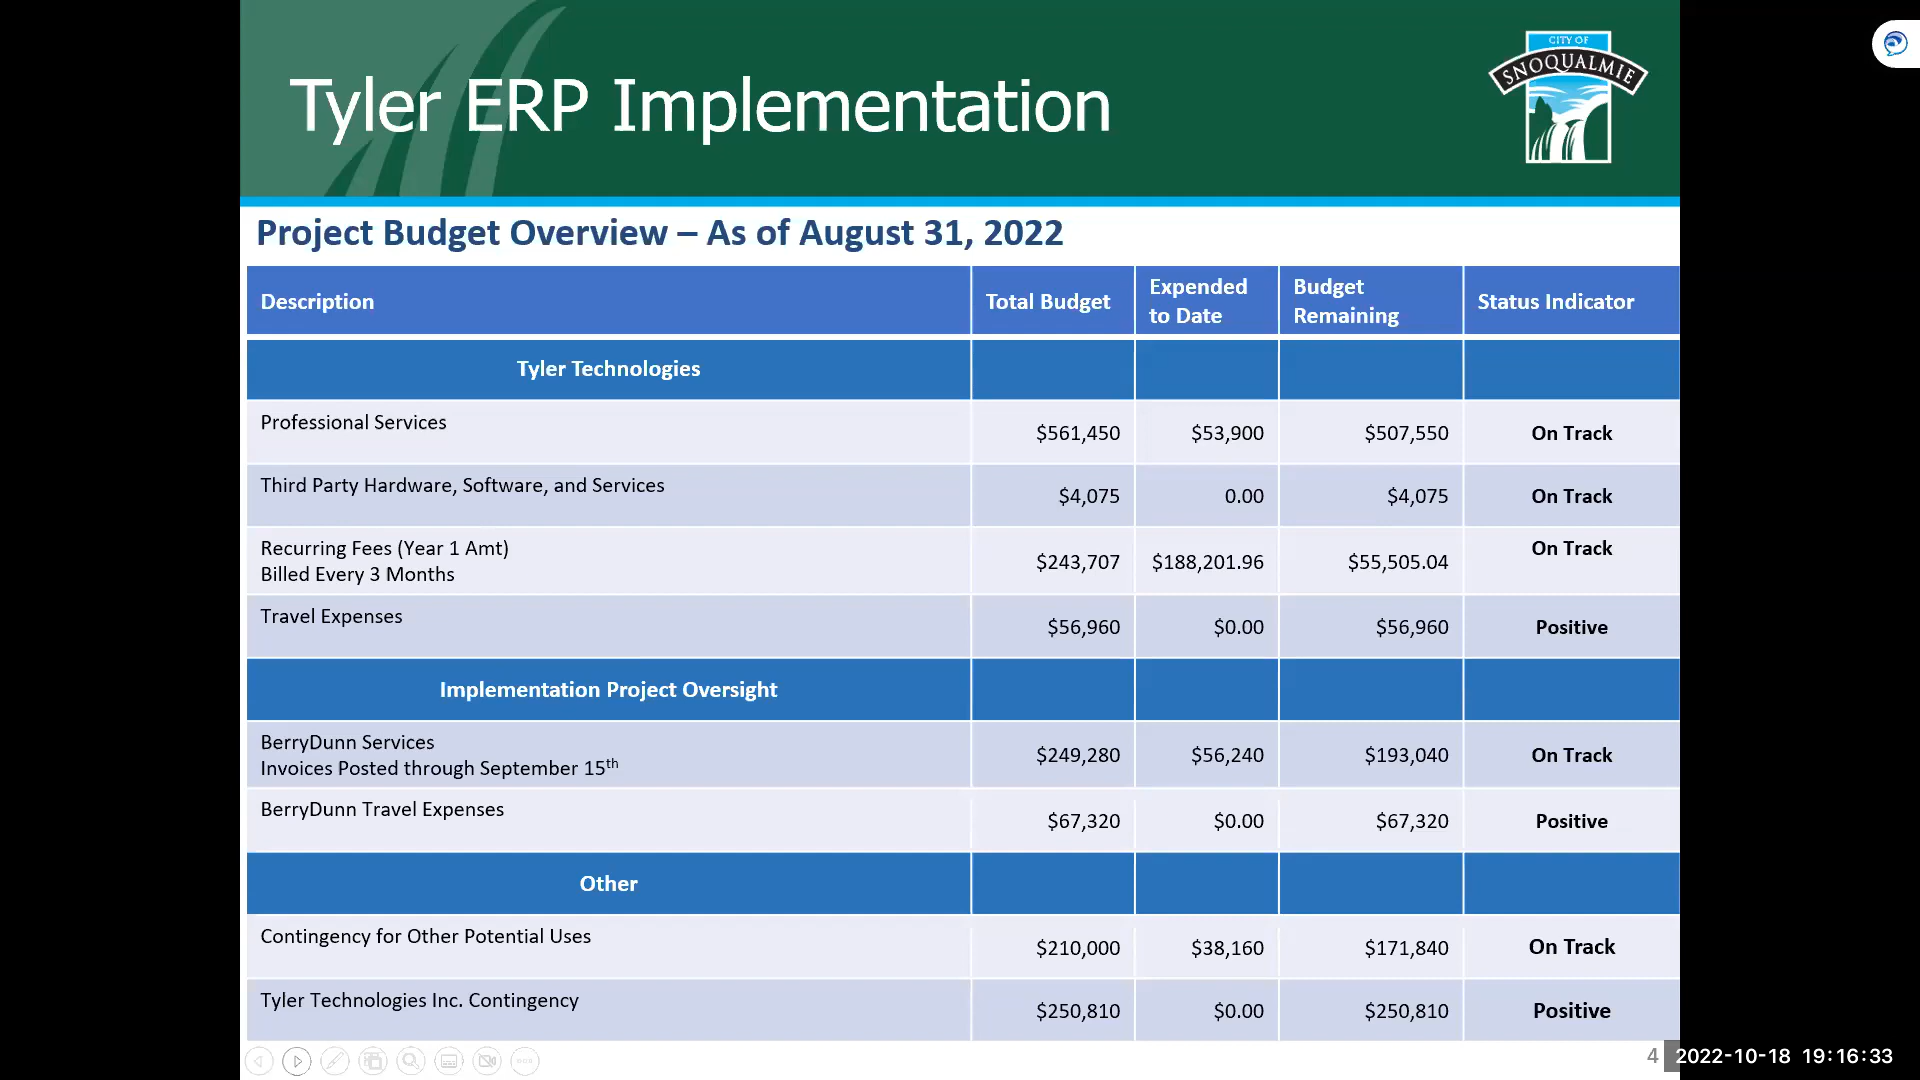 CITY OF
SNOQUALMIE
Tyler ERP Implementation
Project Budget Overview – As of August 31, 2022
Description Total Budget Expended to Date Budget Remaining Status Indicator
Tyler Technologies
Professional Services $561,450 $53,900 $507,550 On Track
Third Party Hardware, Software, and Services $4,075 0.00 $4,075 On Track
Recurring Fees (Year 1 Amt)
Billed Every 3 Months $243,707 $188,201.96 $55,505.04 On Track
Travel Expenses $56,960 $0.00 $56,960 Positive
Implementation Project Oversight
BerryDunn Services
Invoices Posted through September 15th $249,280 $56,240 $193,040 On Track
BerryDunn Travel Expenses $67,320 $0.00 $67,320 Positive
Other
Contingency for Other Potential Uses $210,000 $38,160 $171,840 On Track
Tyler Technologies Inc. Contingency $250,810 $0.00 $250,810 Positive
4 2022-10-18 19:16:33